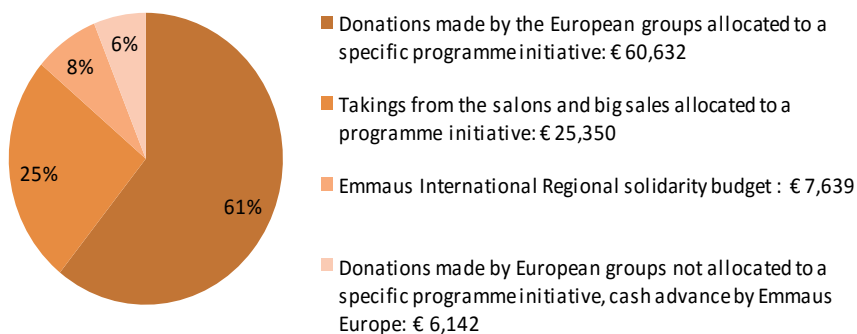 6%
8%
25%
61%
Donations made by the European groups allocated to a
specific programme initiative: € 60,632
Takings from the salons and big sales allocated to a
programme initiative: € 25,350
Emmaus International Regional solidarity budget : € 7,639
Donations made by European groups not allocated to a
specific programme initiative, cash advance by Emmaus
Europe: € 6,142